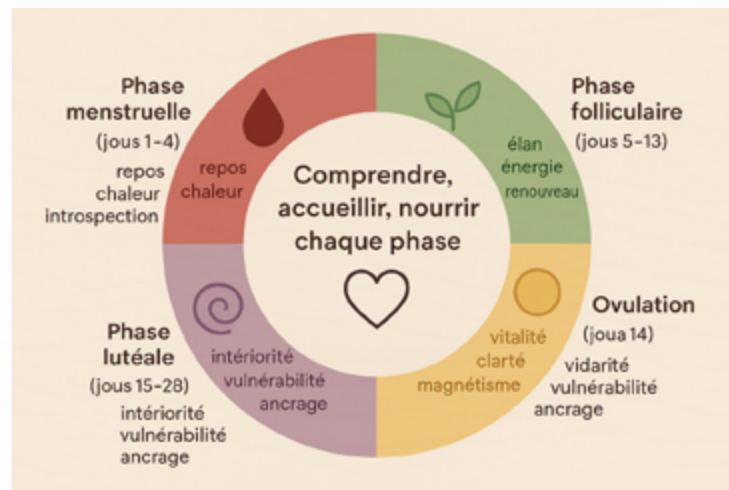 Phase
menstruelle
(jous 1-4)
repos
chaleur
introspection
repos
chaleur
Phase
folliculaire
(jous 5-13)
élan
énergie
renouveau
Comprendre,
accueillir, nourrir
chaque phase
Ovulation
(joua 14)
vidarité
vulnérabilité
ancrage
vitalité
clarté
magnétisme
Phase
lutéale
(jous 15-28)
intériorité
vulnérabilité
ancrage
intériorité
vulnérabilité
ancrage